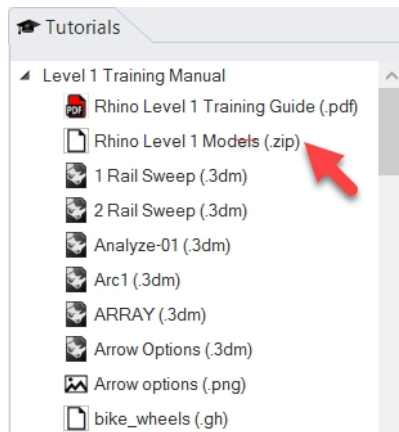 Tutorials
Level 1 Training Manual
PDF Rhino Level 1 Training Guide (.pdf)
Rhino Level 1 Models (.zip)
1 Rail Sweep (.3dm)
2 Rail Sweep (.3dm)
Analyze-01 (.3dm)
Arc1 (.3dm)
ARRAY (.3dm)
Arrow Options (.3dm)
Arrow options (.png)
bike_wheels (.gh)